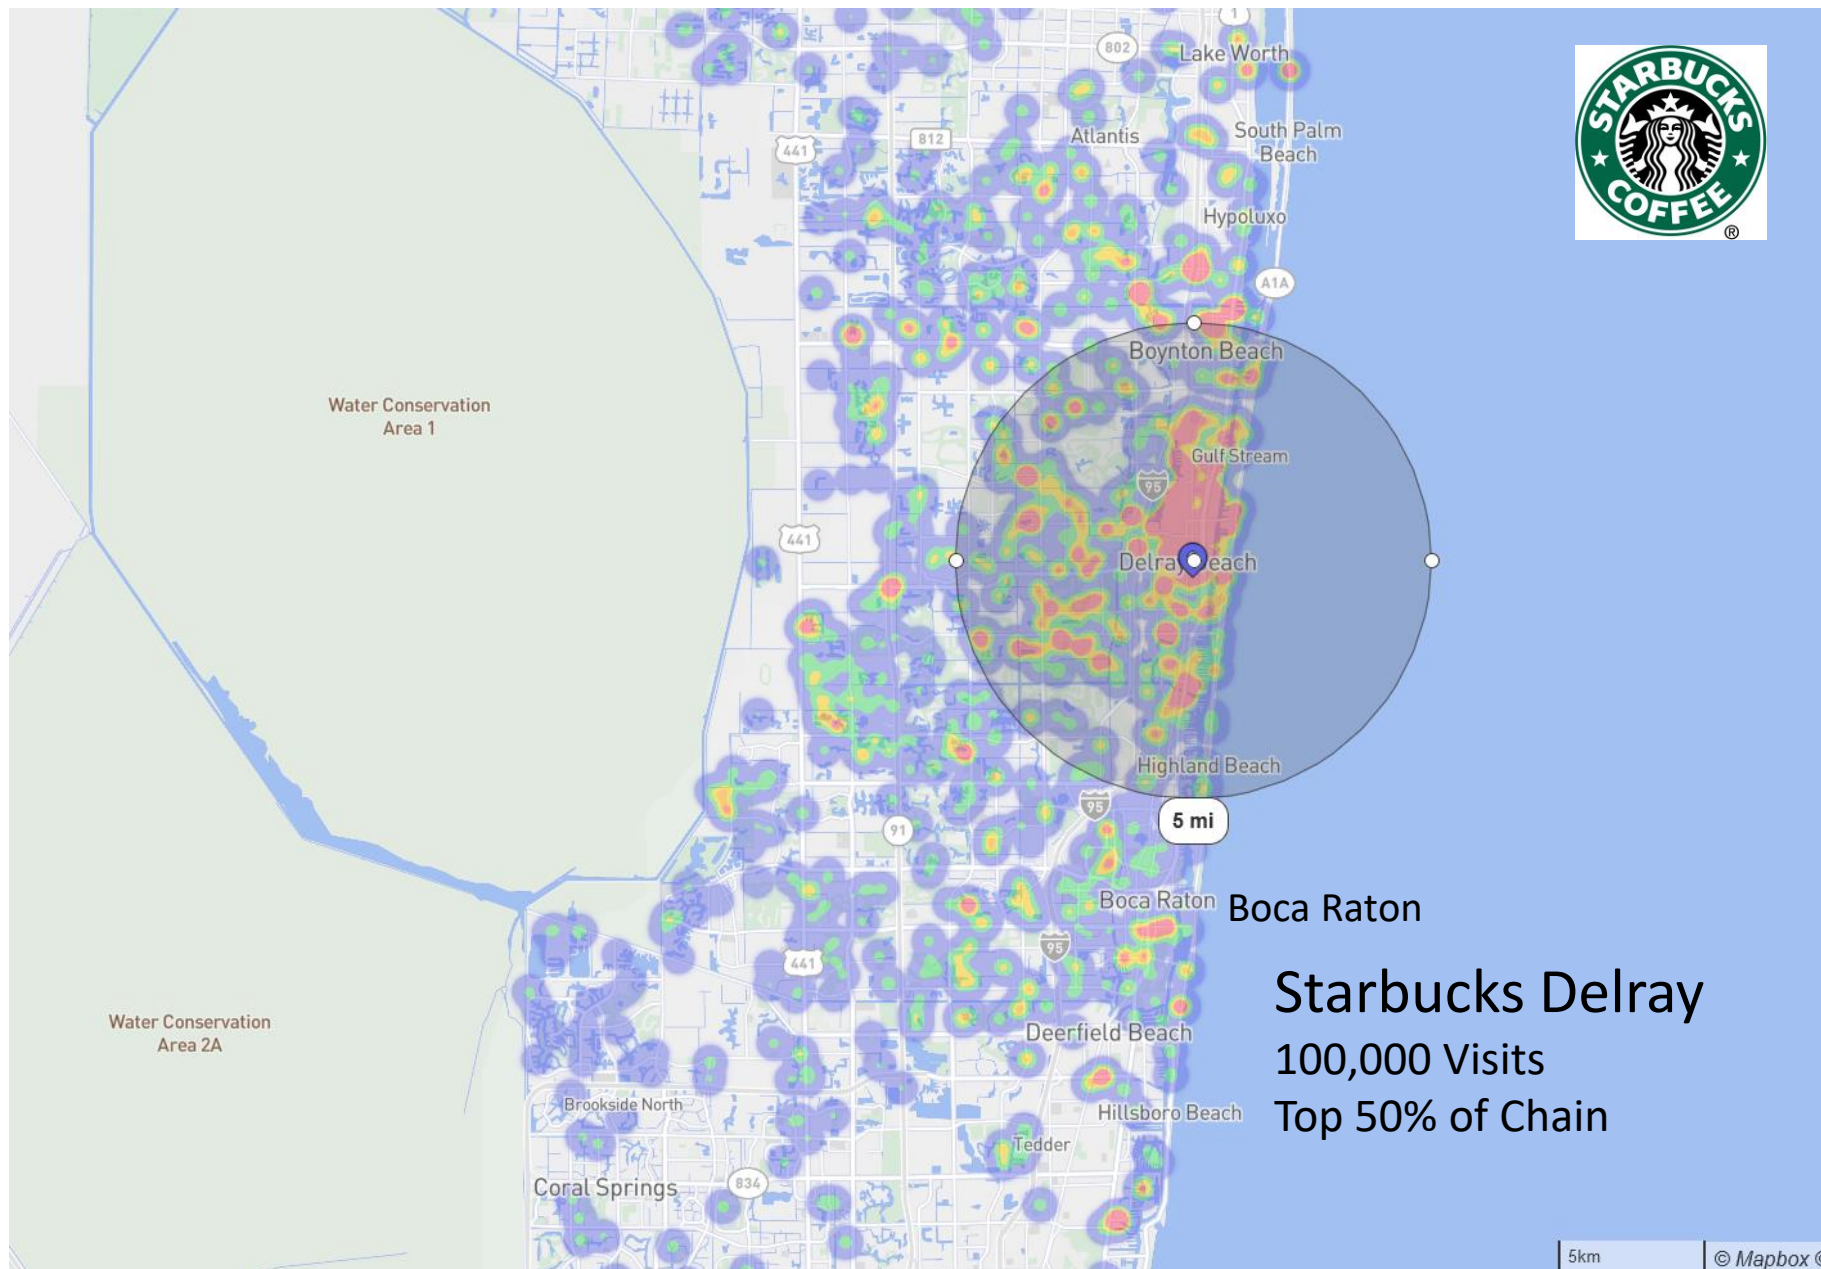 1
802
Lake Worth
STARBUCKS
COFFEE
®
812
Atlantis
441
South Palm
Beach
Hypoluxo
A1A
Boynton Beach
Water Conservation
Area 1
Gulf Stream
95
441
Delray Beach
Highland Beach
95
5 mi
91
Boca Raton
Boca Raton
95
441
Starbucks Delray
100,000 Visits
Top 50% of Chain
Water Conservation
Area 2A
Deerfield Beach
Brookside North
Hillsboro Beach
Tedder
Coral Springs
834
5km
© Mapbox ©